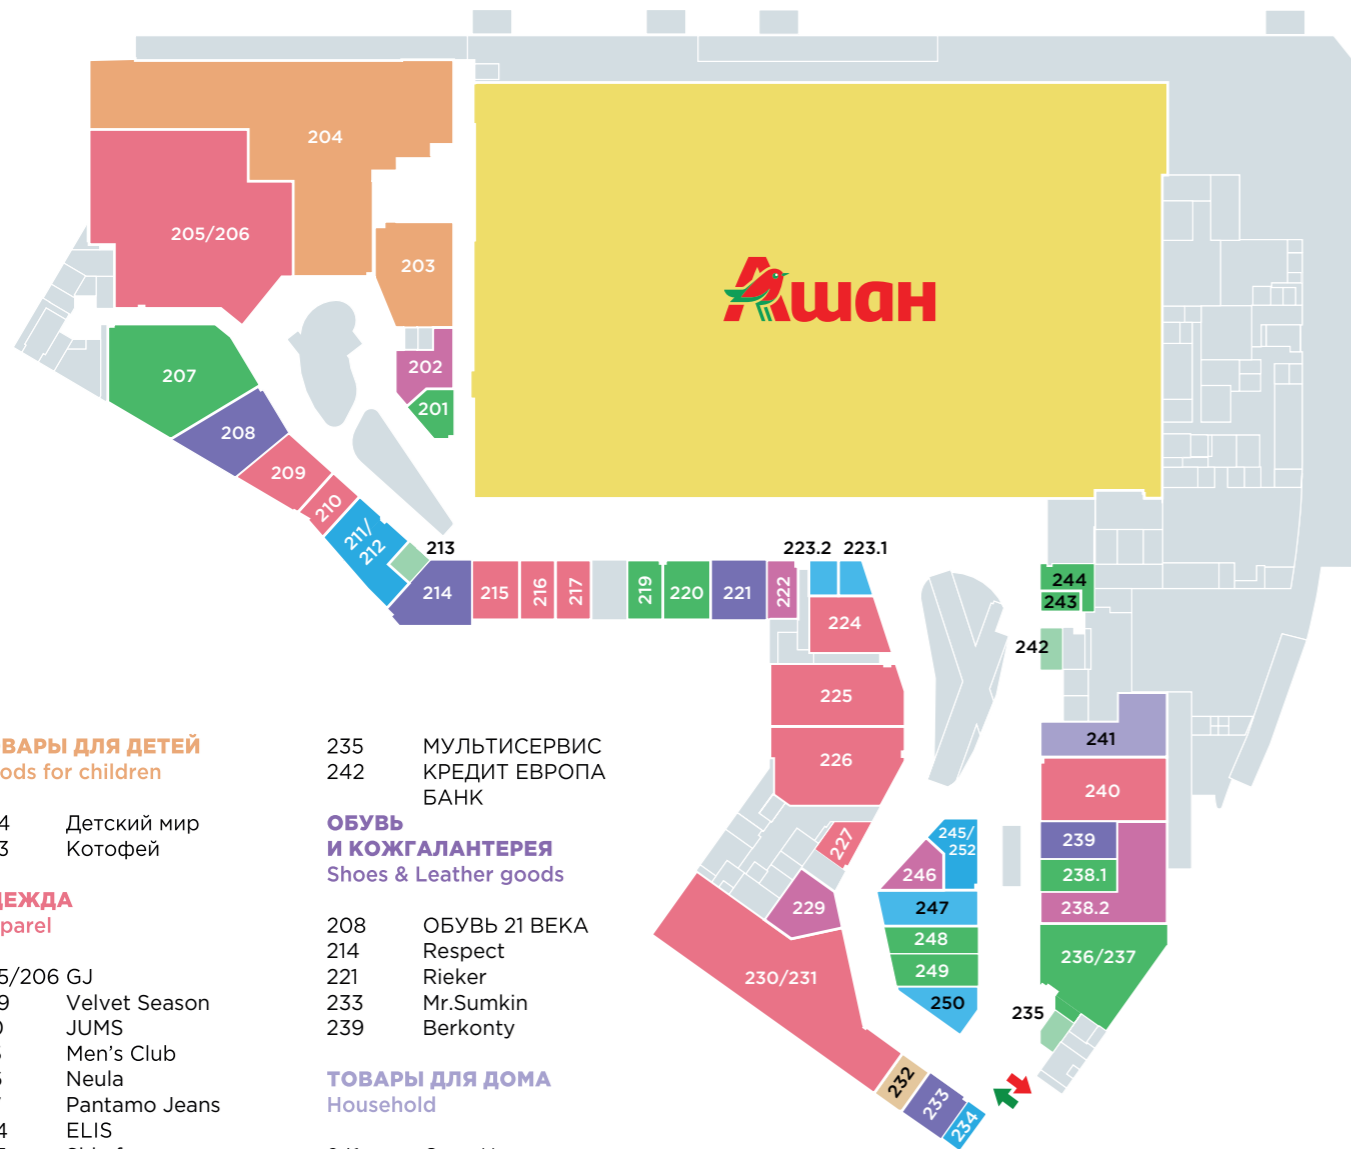 204
205/206
203
Ашан
202
201
207
208
209
210
211/
212
213
214
215
216
217
219
220
221
222
223.2
223.1
224
225
226
227
229
230/231
232
233
234
244
243
242
241
240
239
238.1
238.2
236/237
235
245/
252
246
247
248
249
250
ВАРЫ ДЛЯ ДЕТЕЙ
ods for children
4 Детский мир
3 Котофей
ЕЖДА
parel
5/206 GJ
9 Velvet Season
0 JUMS
Men's Club
Neula
Pantamo Jeans
4 ELIS
235 МУЛЬТИСЕРВИС
242 КРЕДИТ ЕВРОПА
БАНК
ОБУВЬ
И КОЖГАЛАНТЕРЕЯ
Shoes & Leather goods
208 ОБУВЬ 21 ВЕКА
214 Respect
221 Rieker
233 Mr.Sumkin
239 Berkonty
ТОВАРЫ ДЛЯ ДОМА
Household